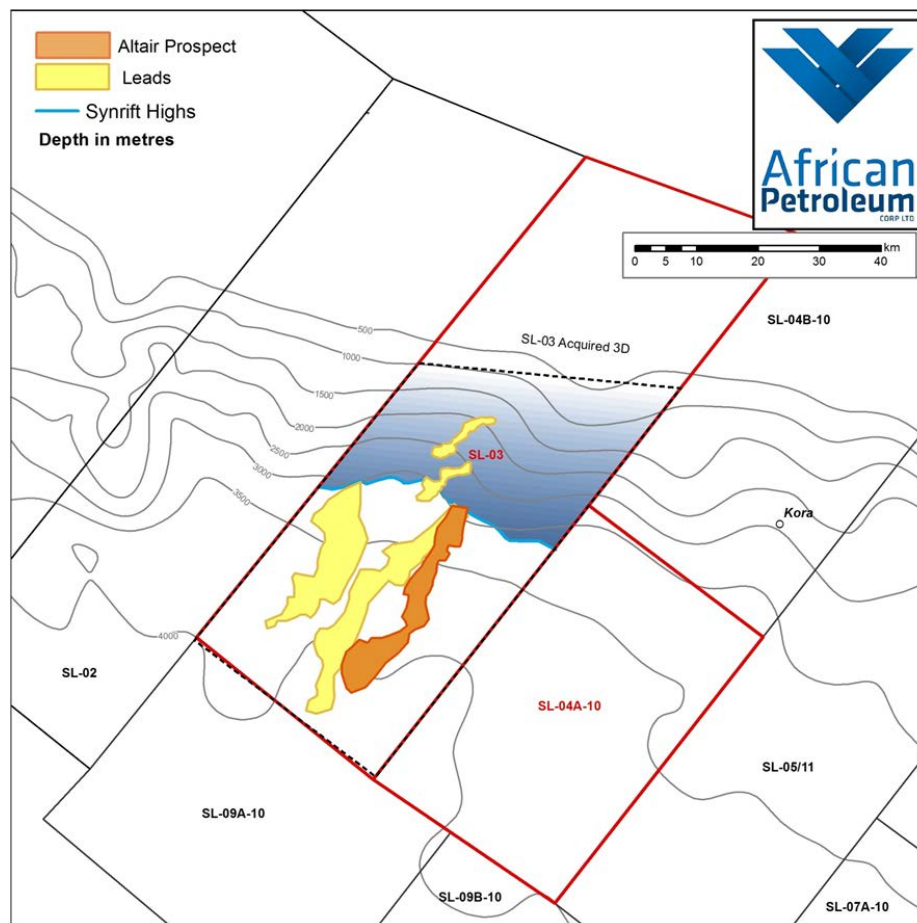 Altair Prospect
Leads
Synrift Highs
Depth in metres
African
Petroleum
CORP LTD
km
0 5 10 20 30 40
SL-04B-10
500
SL-03 Acquired 3D
1000
1500
2000
2500
SL-03
3000
3500
Kora
4000
SL-02
SL-04A-10
SL-05/11
SL-09A-10
SL-09B-10
SL-07A-10